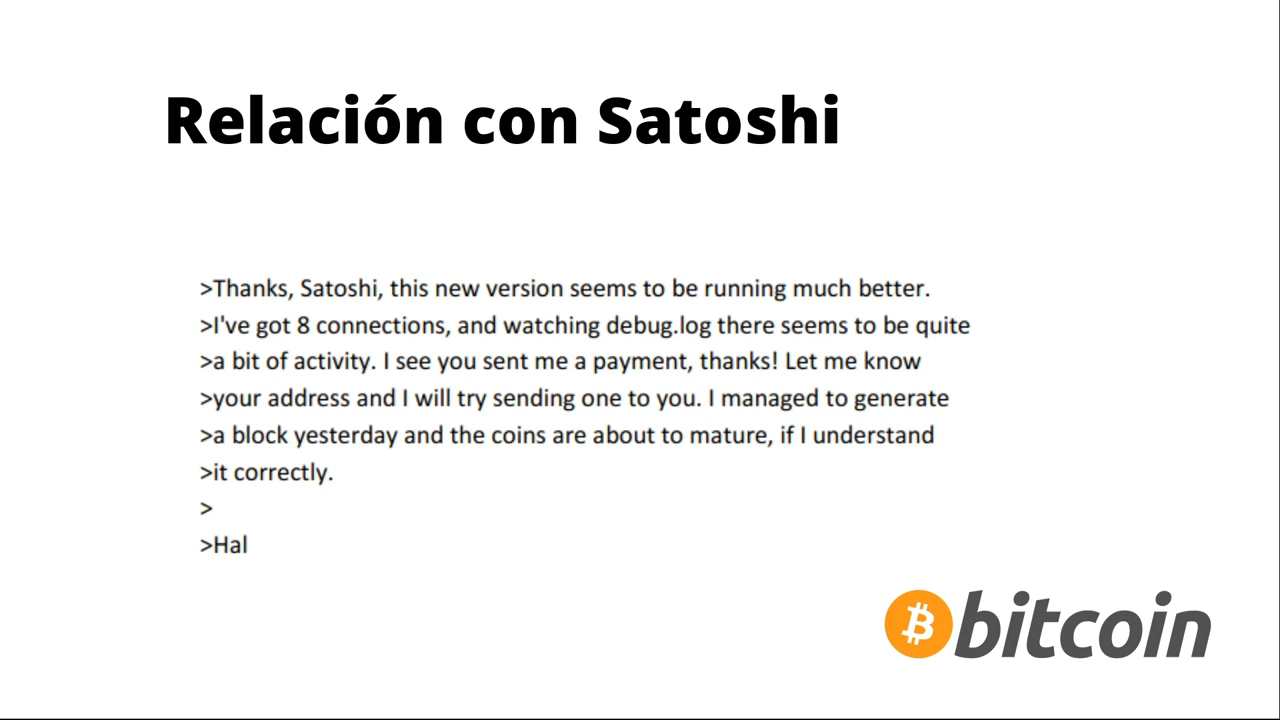 Relación con Satoshi
>Thanks, Satoshi, this new version seems to be running much better.
>I've got 8 connections, and watching debug.log there seems to be quite
>a bit of activity. I see you sent me a payment, thanks! Let me know
>your address and I will try sending one to you. I managed to generate
>a block yesterday and the coins are about to mature, if I understand
>it correctly.
>
>Hal
bitcoin